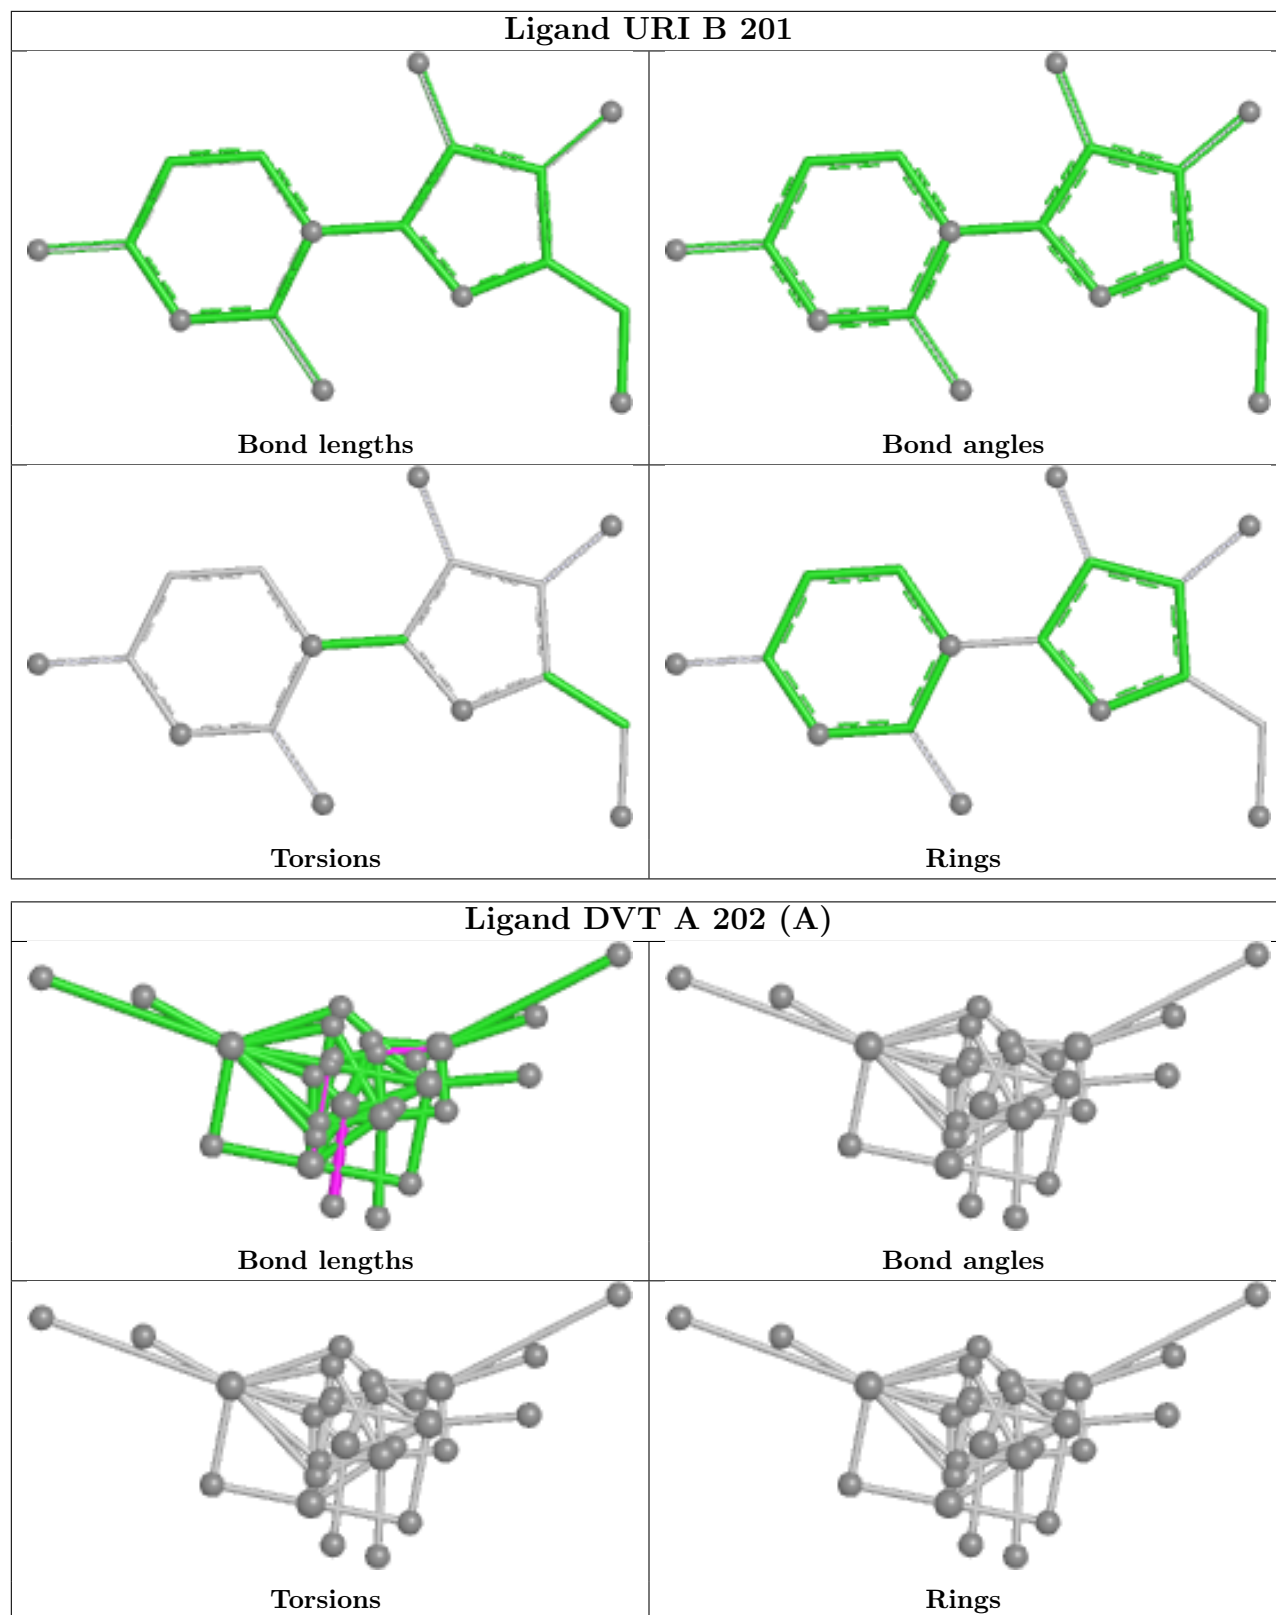 Ligand URI B 201
Bond lengths
Bond angles
Torsions
Rings
Ligand DVT A 202 (A)
Bond lengths
Bond angles
Torsions
Rings